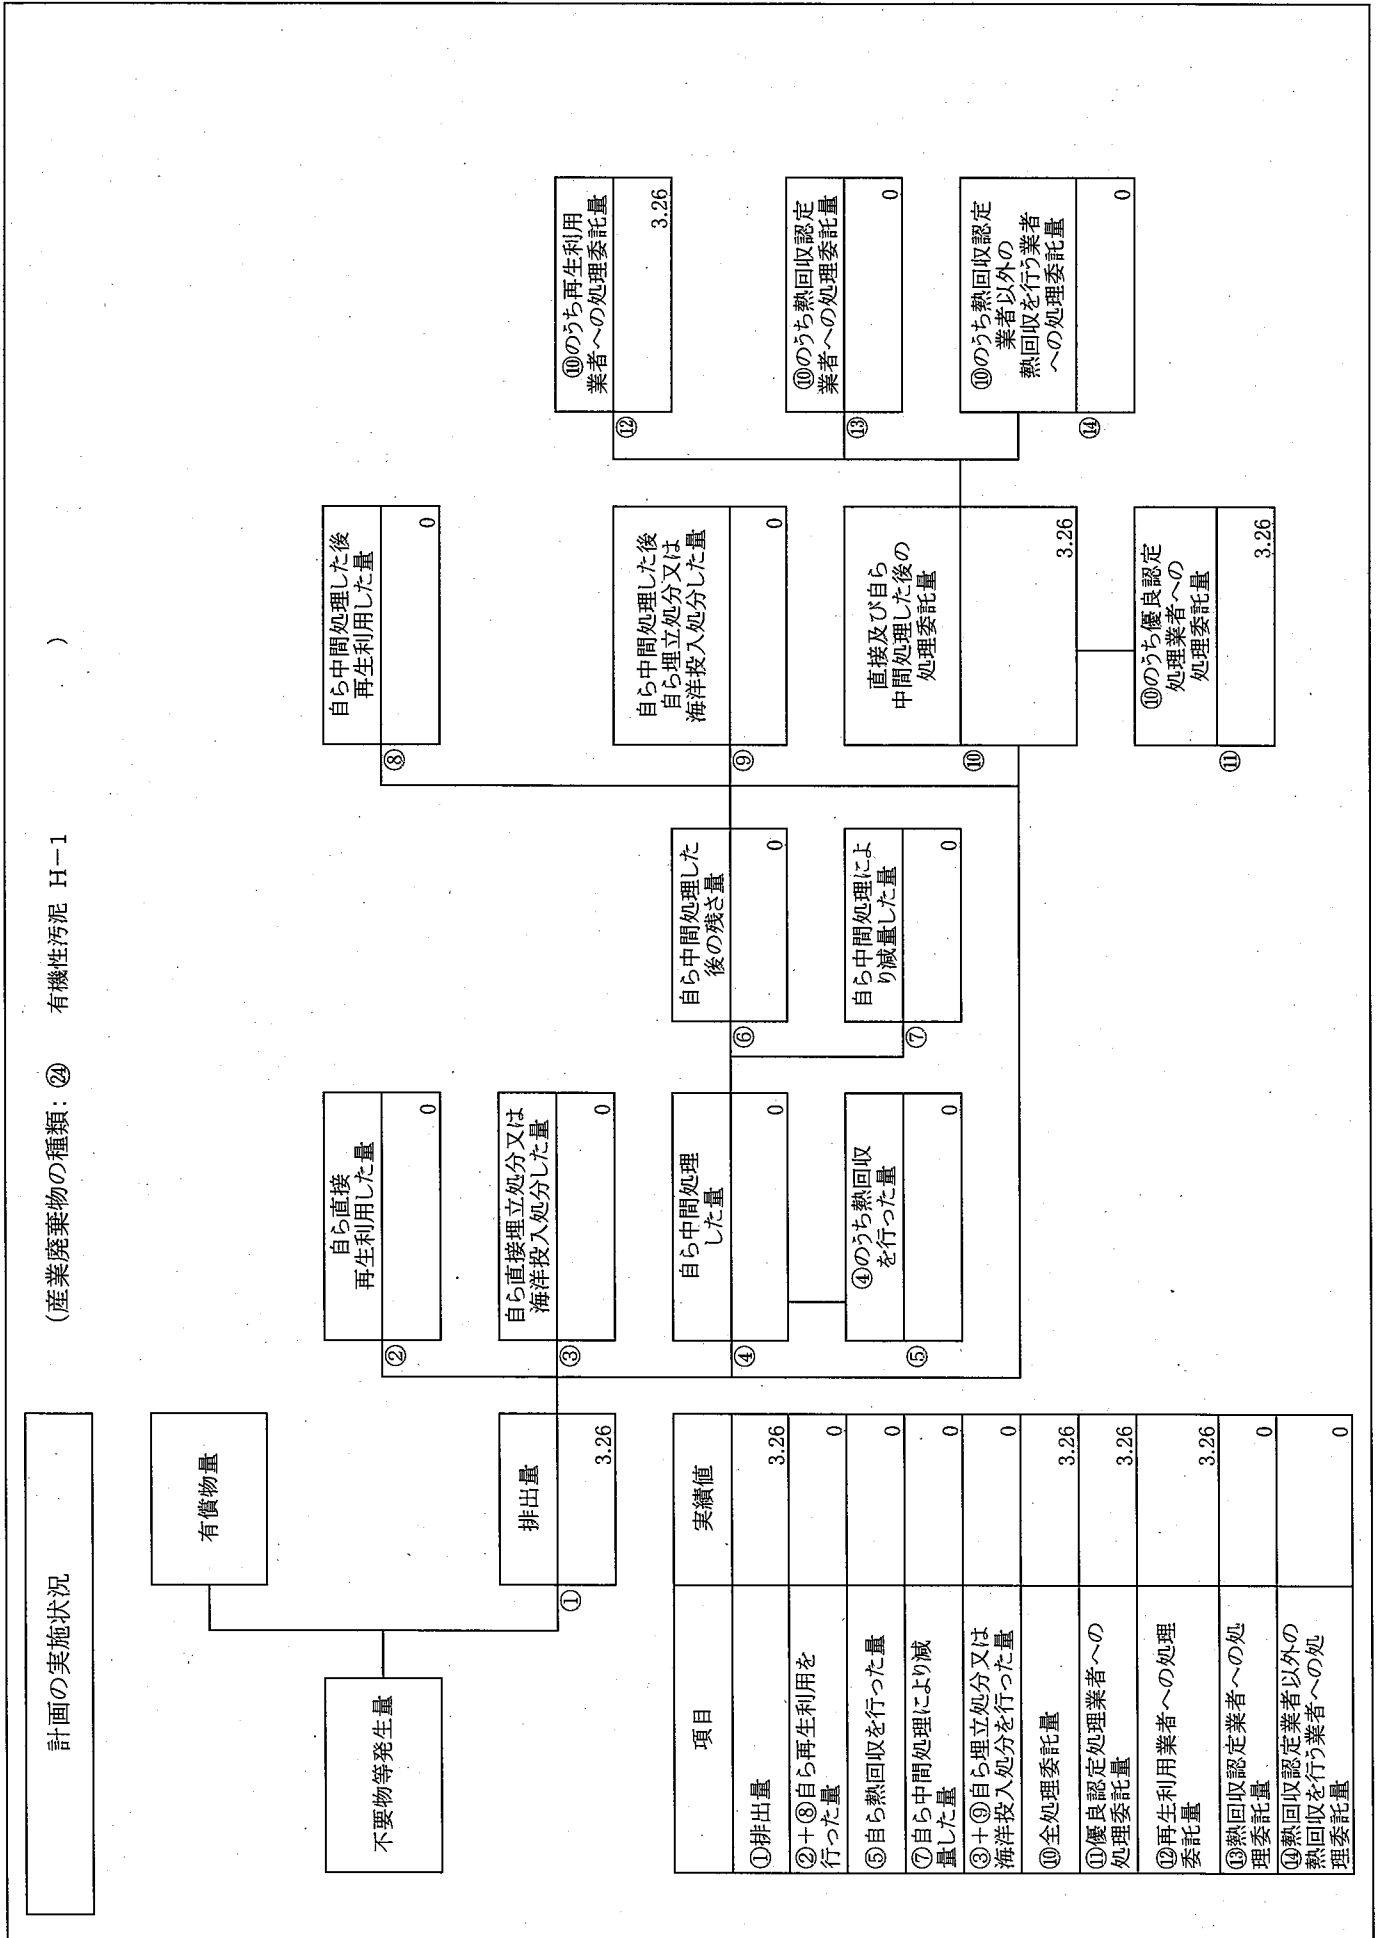 計画の実施状況
(産業廃棄物の種類：㉔　有機性汚泥 H－1　)
不要物等発生量
有償物量
排出量
①
3.26
自ら直接
再生利用した量
②
0
自ら直接埋立処分又は
海洋投入処分した量
③
0
自ら中間処理
した量
④
0
④のうち熱回収
を行った量
⑤
0
自ら中間処理した
後の残さ量
⑥
0
自ら中間処理によ
り減量した量
⑦
0
自ら中間処理した後
再生利用した量
⑧
0
自ら中間処理した後
自ら埋立処分又は
海洋投入処分した量
⑨
0
直接及び自ら
中間処理した後の
処理委託量
⑩
3.26
⑩のうち優良認定
処理業者への
処理委託量
⑪
3.26
⑩のうち再生利用
業者への処理委託量
⑫
3.26
⑩のうち熱回収認定
業者への処理委託量
⑬
0
⑩のうち熱回収認定
業者以外の
熱回収を行う業者
への処理委託量
⑭
0
項目 実績値
①排出量 3.26
②＋⑧自ら再生利用を
行った量 0
⑤自ら熱回収を行った量 0
⑦自ら中間処理により減
量した量 0
③＋⑨自ら埋立処分又は
海洋投入処分を行った量 0
⑩全処理委託量 3.26
⑪優良認定処理業者への
処理委託量 3.26
⑫再生利用業者への処理
委託量 3.26
⑬熱回収認定業者への処
理委託量 0
⑭熱回収認定業者以外の
熱回収を行う業者への処
理委託量 0